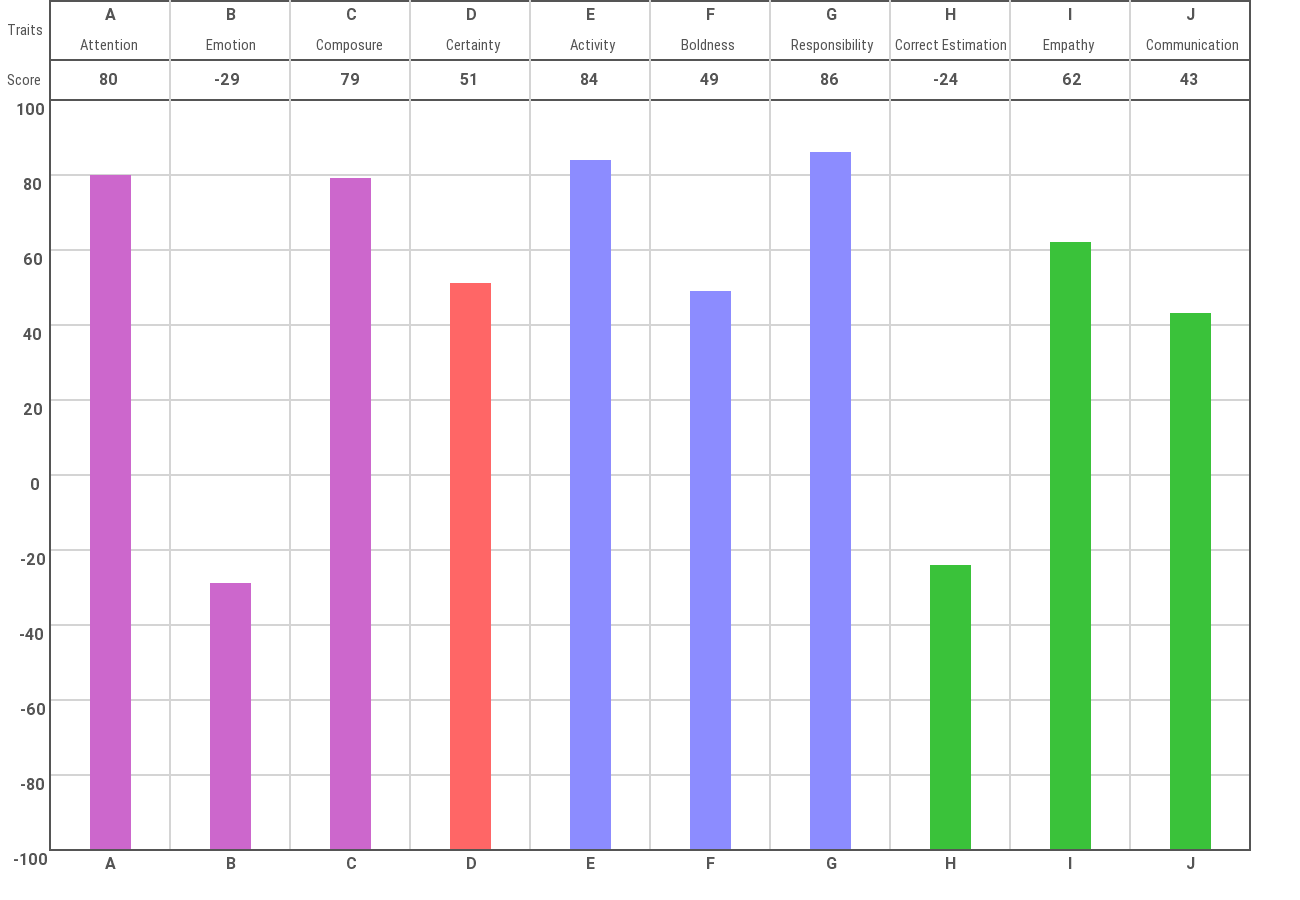 A B C D E F G H I J
Traits
Attention Emotion Composure Certainty Activity Boldness Responsibility Correct Estimation Empathy Communication
Score 80 -29 79 51 84 49 86 -24 62 43
100
80
60
40
20
0
-20
-40
-60
-80
-100
A B C D E F G H I J